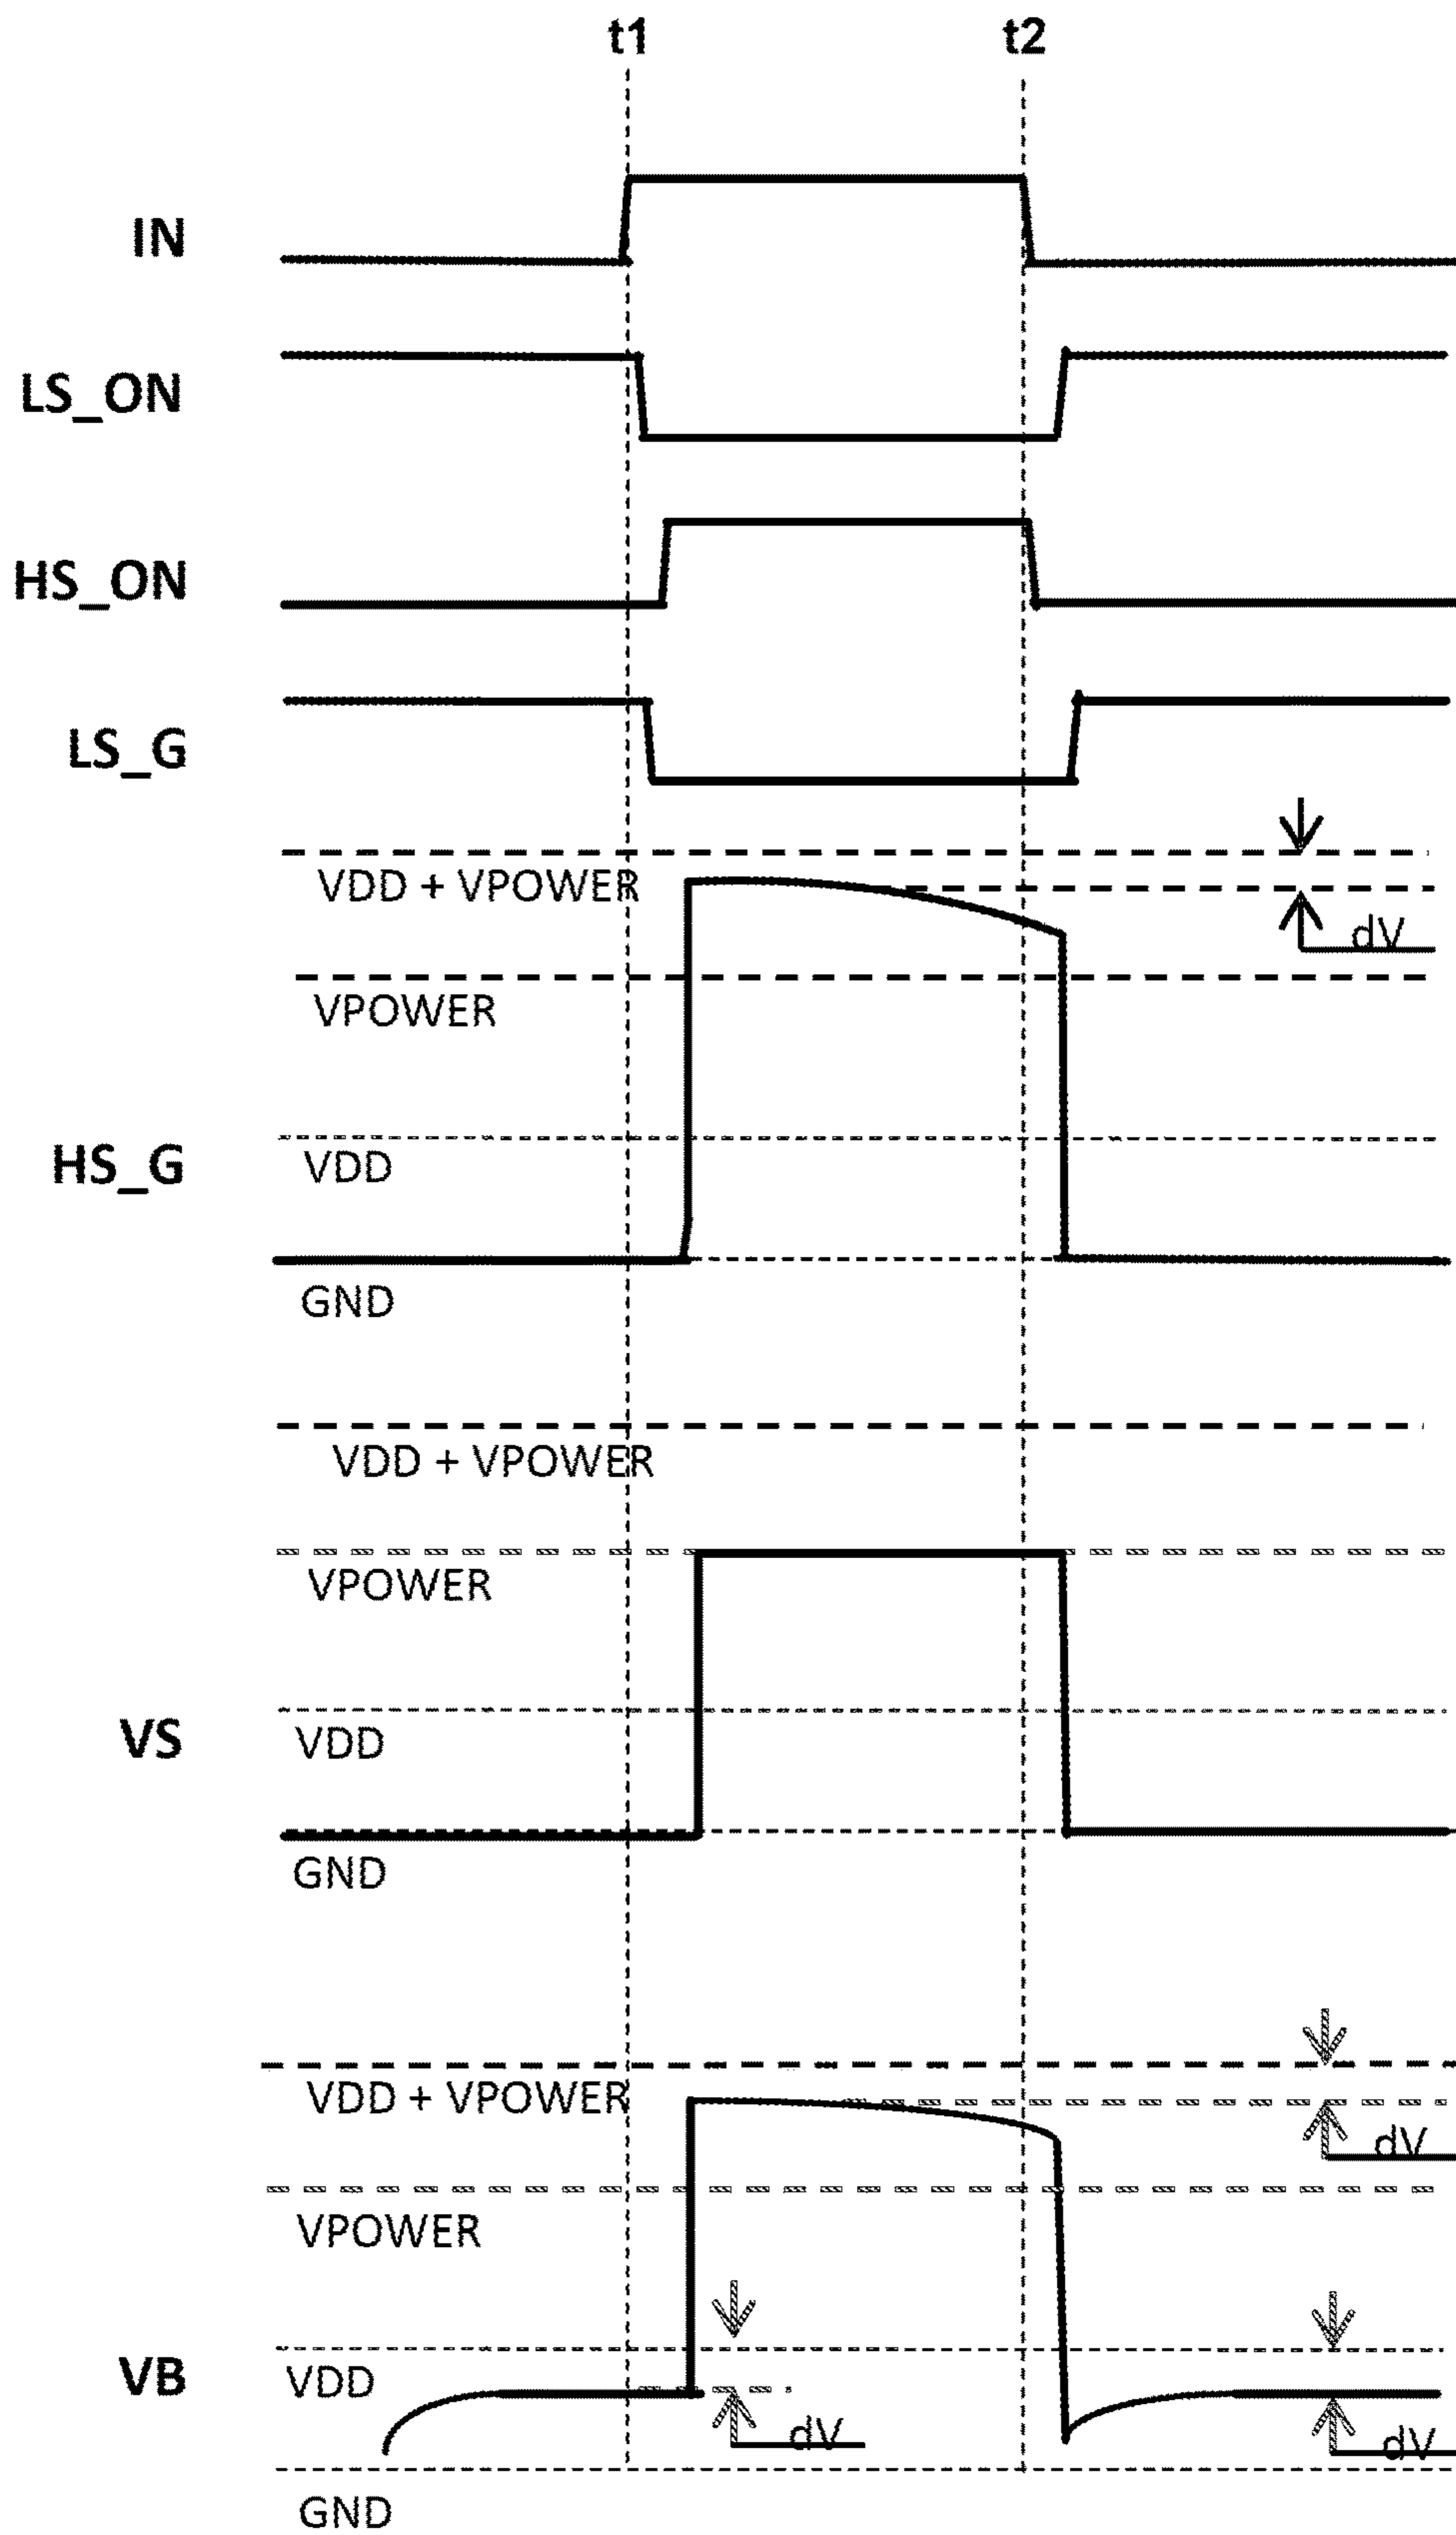 t1 t2
IN
LS_ON
HS_ON
LS_G
VDD + VPOWER
dV
VPOWER
HS_G
VDD
GND
VDD + VPOWER
VPOWER
VS
VDD
GND
VDD + VPOWER
dV
VPOWER
VB
VDD
dV
dV
GND